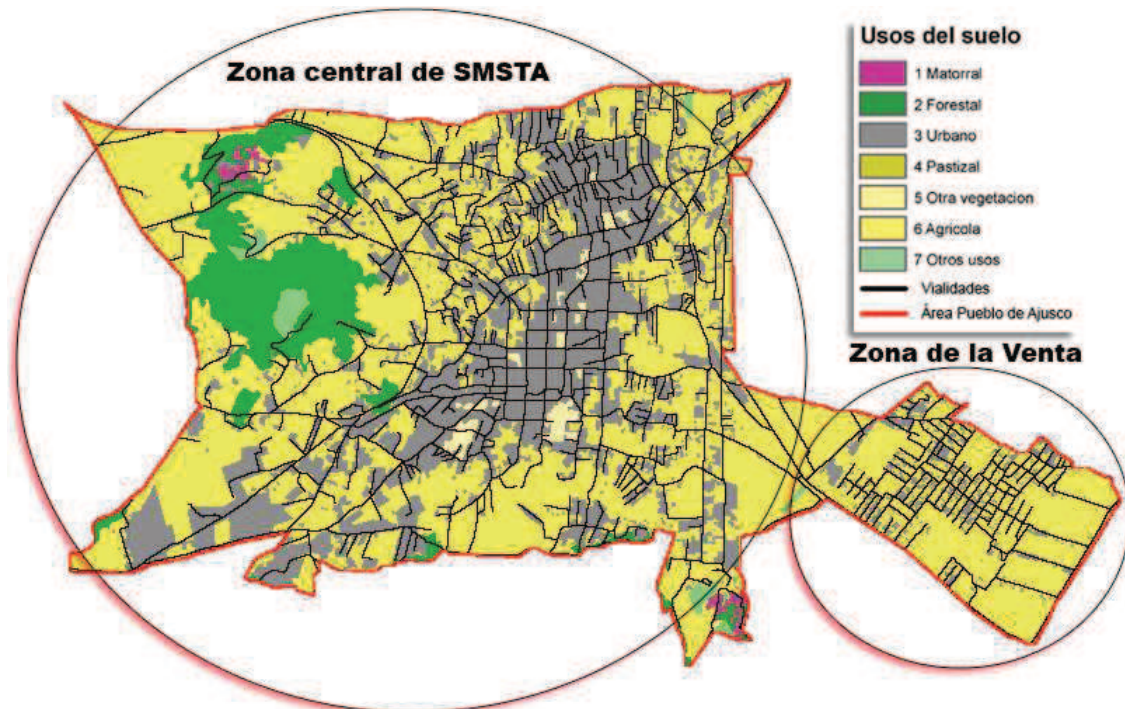 Zona central de SMSTA
Usos del suelo
1 Matorral
2 Forestal
3 Urbano
4 Pastizal
5 Otra vegetacion
6 Agricola
7 Otros usos
Vialidades
Área Pueblo de Ajusco
Zona de la Venta